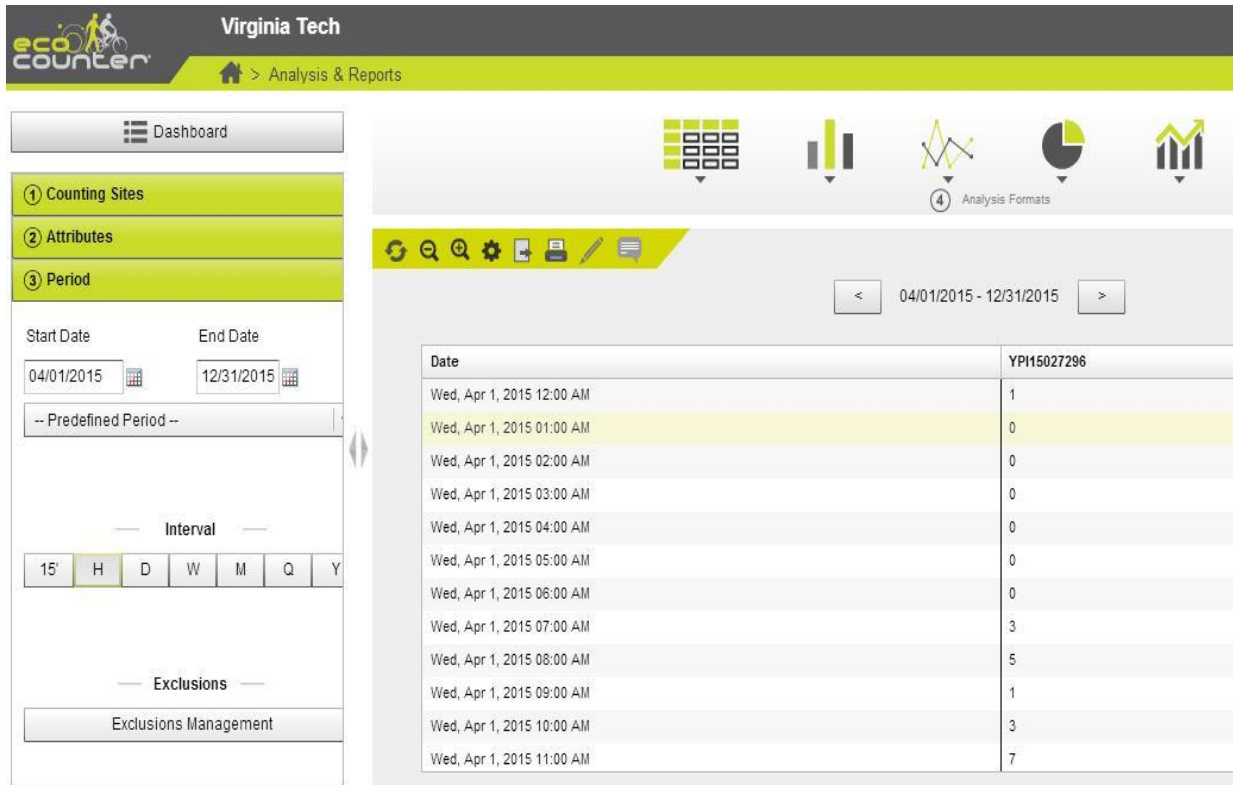 eco counter
Virginia Tech
> Analysis & Reports
Dashboard
1 Counting Sites
2 Attributes
3 Period
Start Date End Date
04/01/2015 12/31/2015
-- Predefined Period --
Interval
15' H D W M Q Y
Exclusions
Exclusions Management
4 Analysis Formats
< 04/01/2015 - 12/31/2015 >
Date YPI15027296
Wed, Apr 1, 2015 12:00 AM 1
Wed, Apr 1, 2015 01:00 AM 0
Wed, Apr 1, 2015 02:00 AM 0
Wed, Apr 1, 2015 03:00 AM 0
Wed, Apr 1, 2015 04:00 AM 0
Wed, Apr 1, 2015 05:00 AM 0
Wed, Apr 1, 2015 06:00 AM 0
Wed, Apr 1, 2015 07:00 AM 3
Wed, Apr 1, 2015 08:00 AM 5
Wed, Apr 1, 2015 09:00 AM 1
Wed, Apr 1, 2015 10:00 AM 3
Wed, Apr 1, 2015 11:00 AM 7